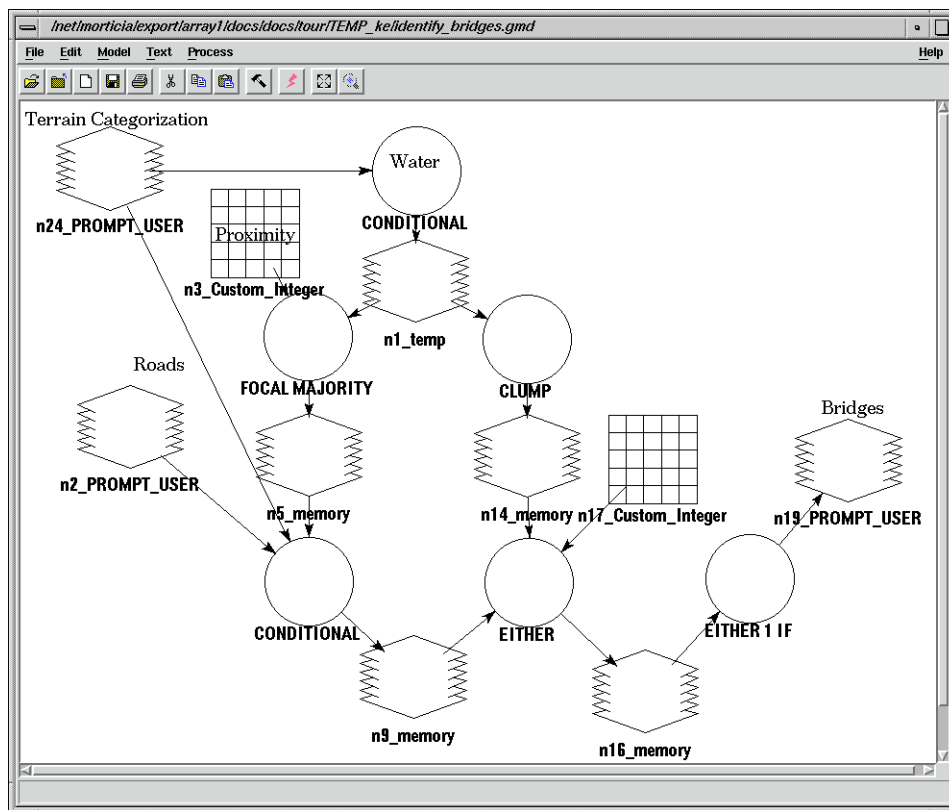 /net/morticia/export/array1/docs/docs/tour/TEMP_ke/identify_bridges.gmd
File Edit Model Text Process Help
Terrain Categorization
Water
n24_PROMPT_USER
CONDITIONAL
Proximity
n3_Custom_Integer
n1_temp
Roads
FOCAL MAJORITY
CLUMP
Bridges
n2_PROMPT_USER
n5_memory
n14_memory
n17_Custom_Integer
n19_PROMPT_USER
CONDITIONAL
EITHER
EITHER 1 IF
n9_memory
n16_memory